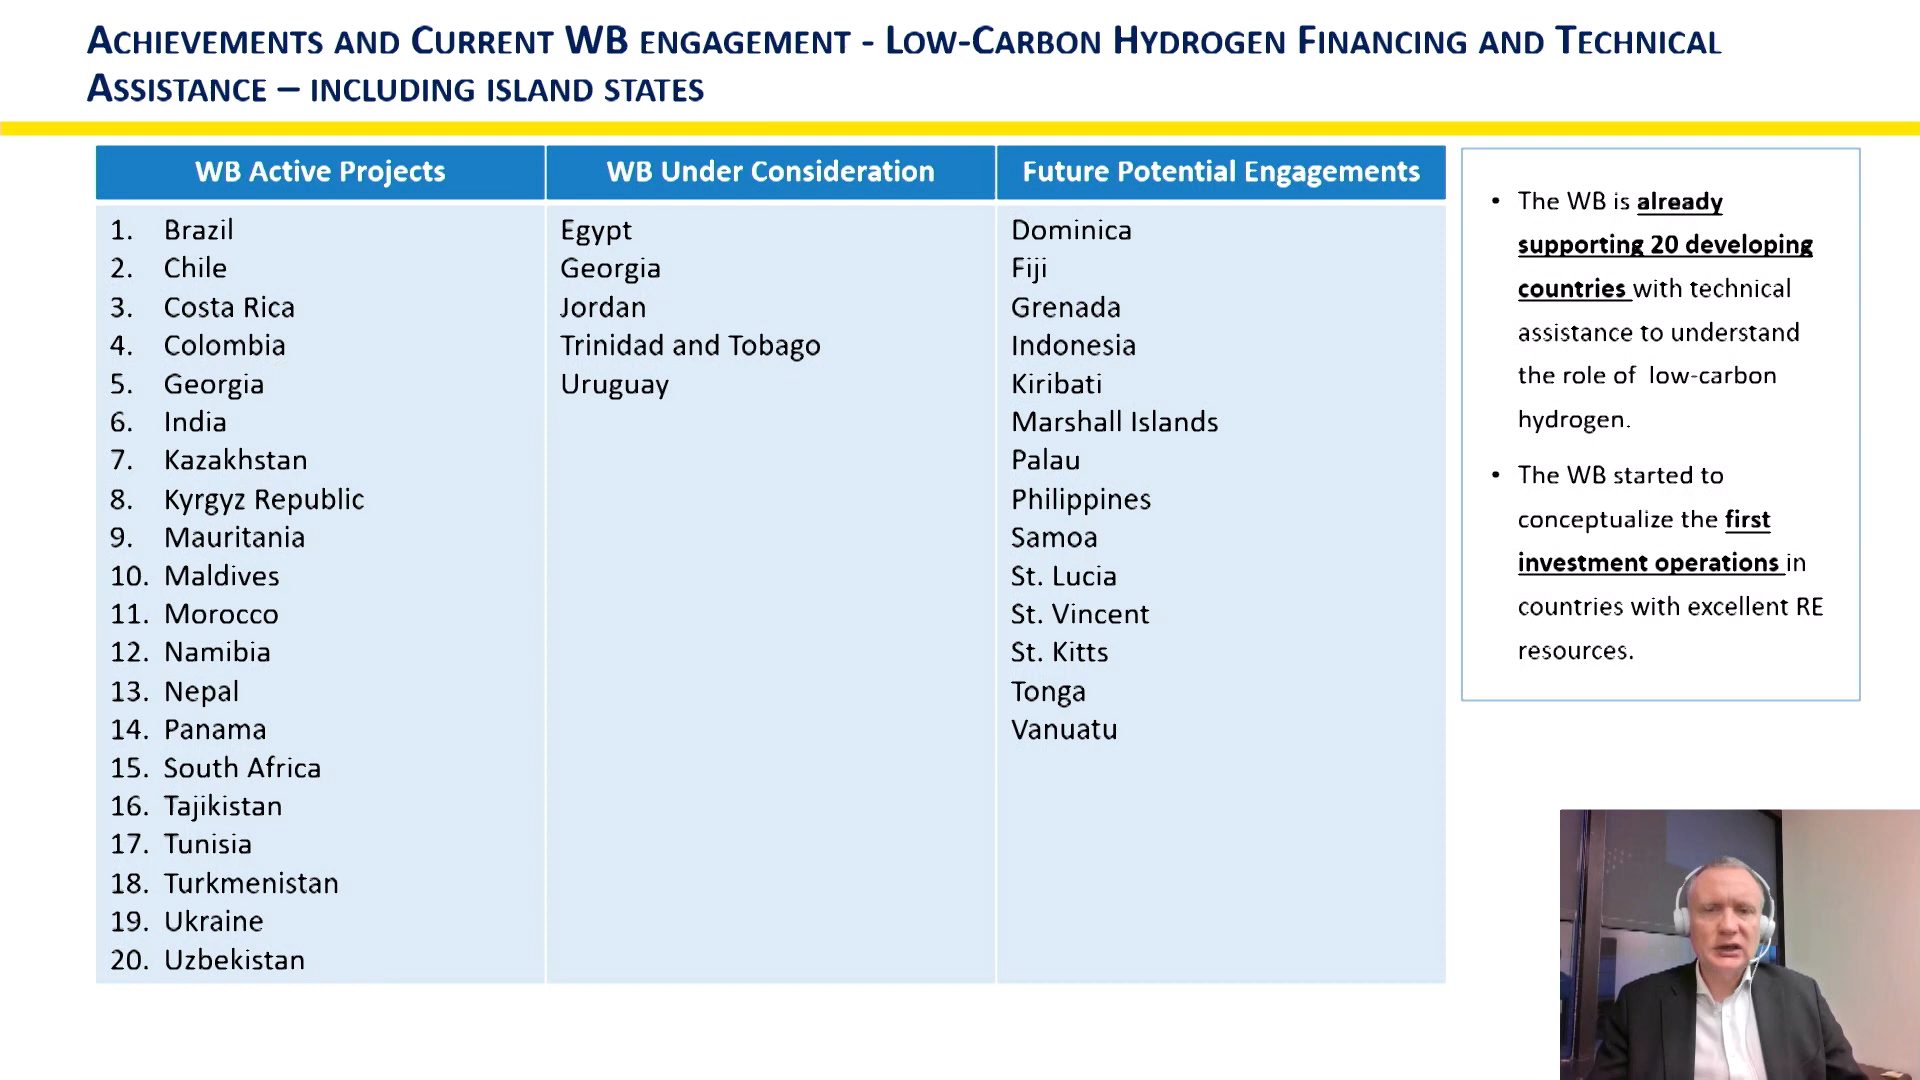 ACHIEVEMENTS AND CURRENT WB ENGAGEMENT - LOW-CARBON HYDROGEN FINANCING AND TECHNICAL
ASSISTANCE – INCLUDING ISLAND STATES
WB Active Projects
1. Brazil
2. Chile
3. Costa Rica
4. Colombia
5. Georgia
6. India
7. Kazakhstan
8. Kyrgyz Republic
9. Mauritania
10. Maldives
11. Morocco
12. Namibia
13. Nepal
14. Panama
15. South Africa
16. Tajikistan
17. Tunisia
18. Turkmenistan
19. Ukraine
20. Uzbekistan
WB Under Consideration
Egypt
Georgia
Jordan
Trinidad and Tobago
Uruguay
Future Potential Engagements
Dominica
Fiji
Grenada
Indonesia
Kiribati
Marshall Islands
Palau
Philippines
Samoa
St. Lucia
St. Vincent
St. Kitts
Tonga
Vanuatu
• The WB is already
supporting 20 developing
countries with technical
assistance to understand
the role of low-carbon
hydrogen.
• The WB started to
conceptualize the first
investment operations in
countries with excellent RE
resources.